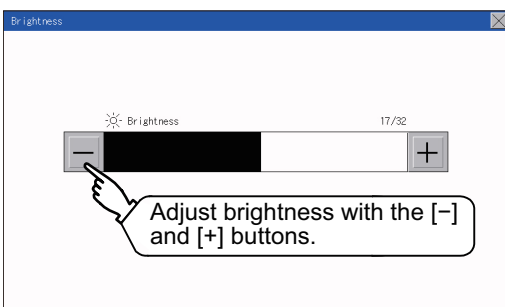 Brightness
Brightness 17/32
Adjust brightness with the [−]
and [+] buttons.